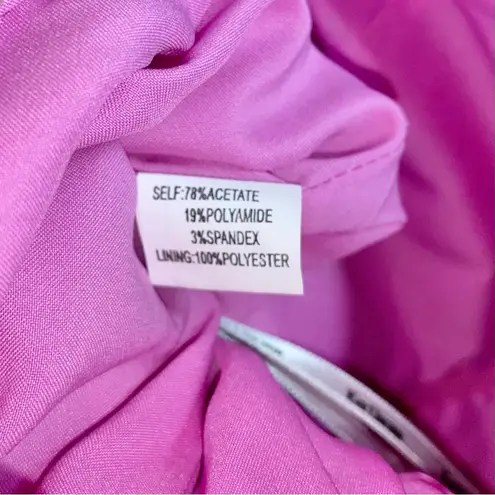 SELF:78%ACETATE
19%POLYAMIDE
3%SPANDEX
LINING:100%POLYESTER